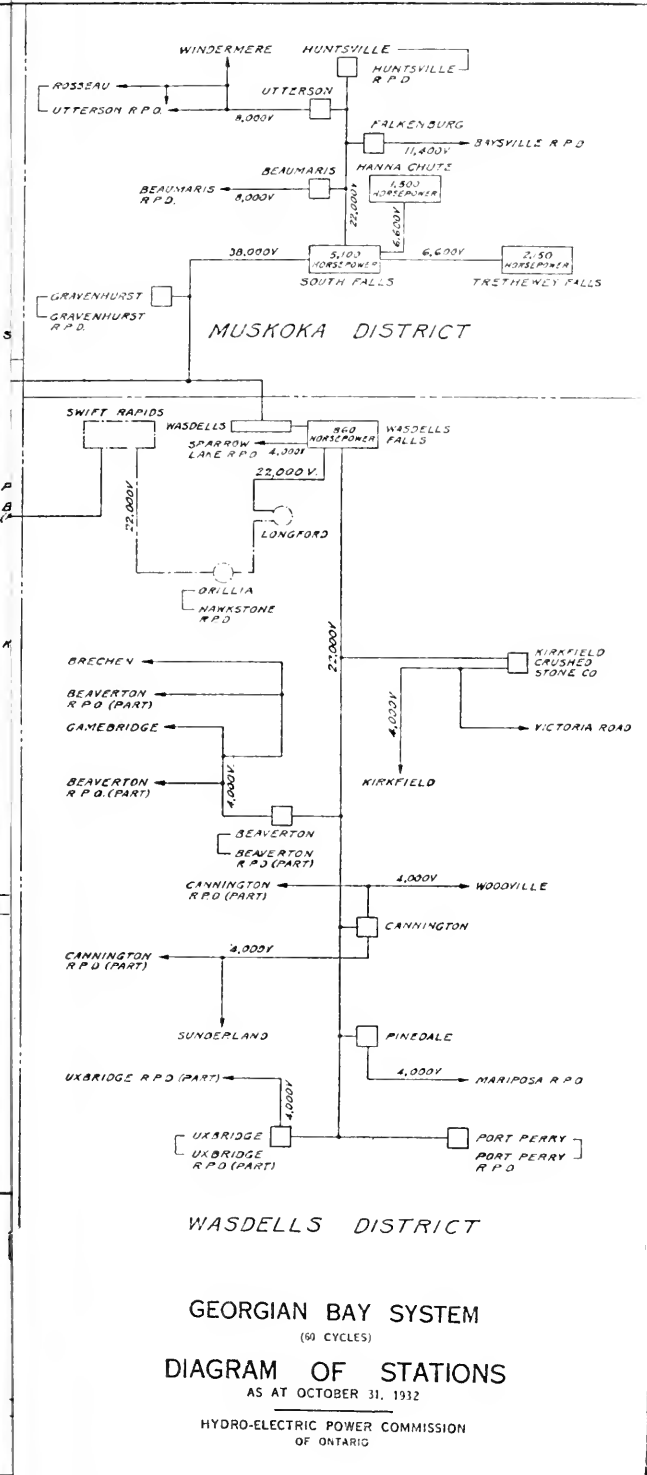 WINDERMERE
HUNTSVILLE
HUNTSVILLE
R P D
ROSSEAU
UTTERSON R.P.D.
UTTERSON
8,000V
FALKENBURG
BAYSVILLE R P D
11,400V
BEAUMARIS
HANNA CHUTE
1,500
HORSEPOWER
BEAUMARIS
R.P.D.
8,000V
22,000V
6,600V
38,000V
5,100
HORSEPOWER
6,600V
2,150
HORSEPOWER
SOUTH FALLS
TRETHEWEY FALLS
GRAVENHURST
GRAVENHURST
R P D.
MUSKOKA DISTRICT
S
SWIFT RAPIDS
WASDELLS
860
HORSEPOWER
WASDELLS
FALLS
SPARROW
LAKE R P D
4,000V
22,000 V.
22,000V
P
B
LONGFORD
ORILLIA
HAWKSTONE
R P D
K
22,000V
BRECHEN
BEAVERTON
R P D (PART)
GAMEBRIDGE
BEAVERTON
R P D. (PART)
4,000V.
KIRKFIELD
CRUSHED
STONE CO
4,000V
VICTORIA ROAD
KIRKFIELD
BEAVERTON
BEAVERTON
R P D (PART)
CANNINGTON
R P D (PART)
4,000V
WOODVILLE
CANNINGTON
CANNINGTON
R P D (PART)
4,000V
SUNDERLAND
PINEDALE
UXBRIDGE R P D (PART)
4,000V
4,000V
MARIPOSA R P D
UXBRIDGE
UXBRIDGE
R P D (PART)
PORT PERRY
PORT PERRY
R P D
WASDELLS DISTRICT
GEORGIAN BAY SYSTEM
(60 CYCLES)
DIAGRAM OF STATIONS
AS AT OCTOBER 31, 1932
HYDRO-ELECTRIC POWER COMMISSION
OF ONTARIO